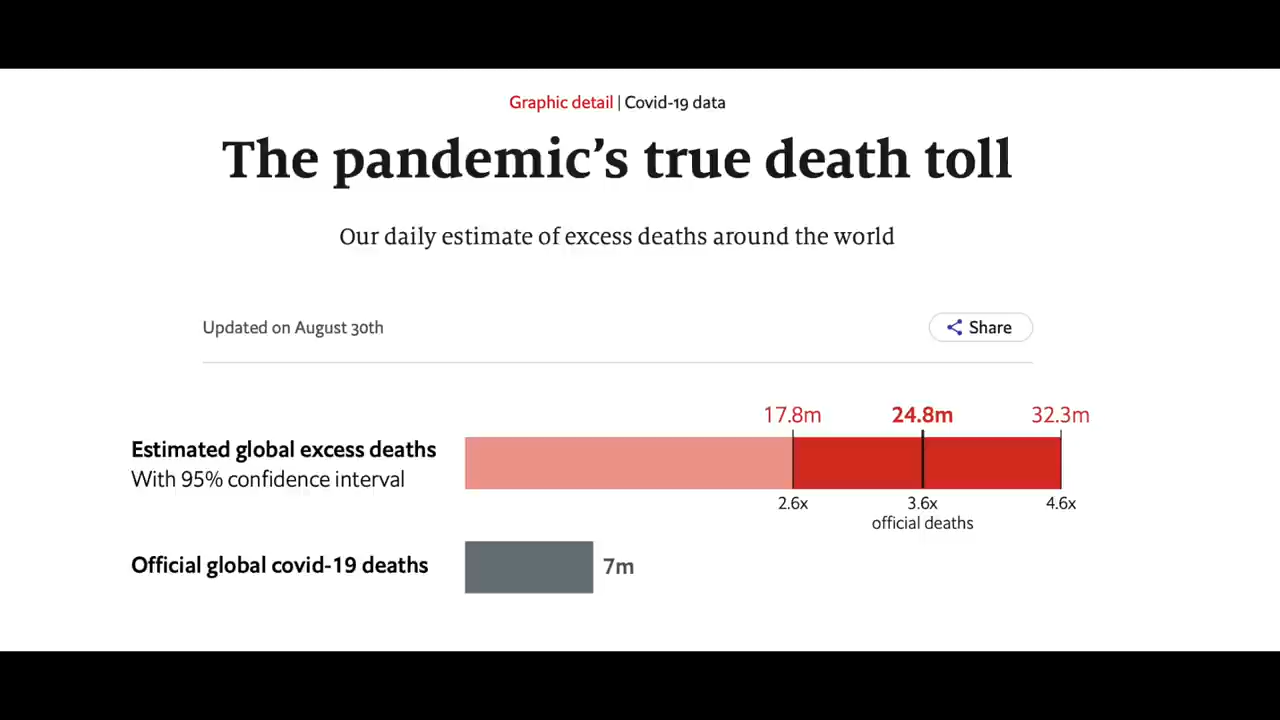 Graphic detail | Covid-19 data
The pandemic’s true death toll
Our daily estimate of excess deaths around the world
Updated on August 30th
Share
17.8m 24.8m 32.3m
Estimated global excess deaths
With 95% confidence interval
2.6x 3.6x 4.6x
official deaths
Official global covid-19 deaths
7m